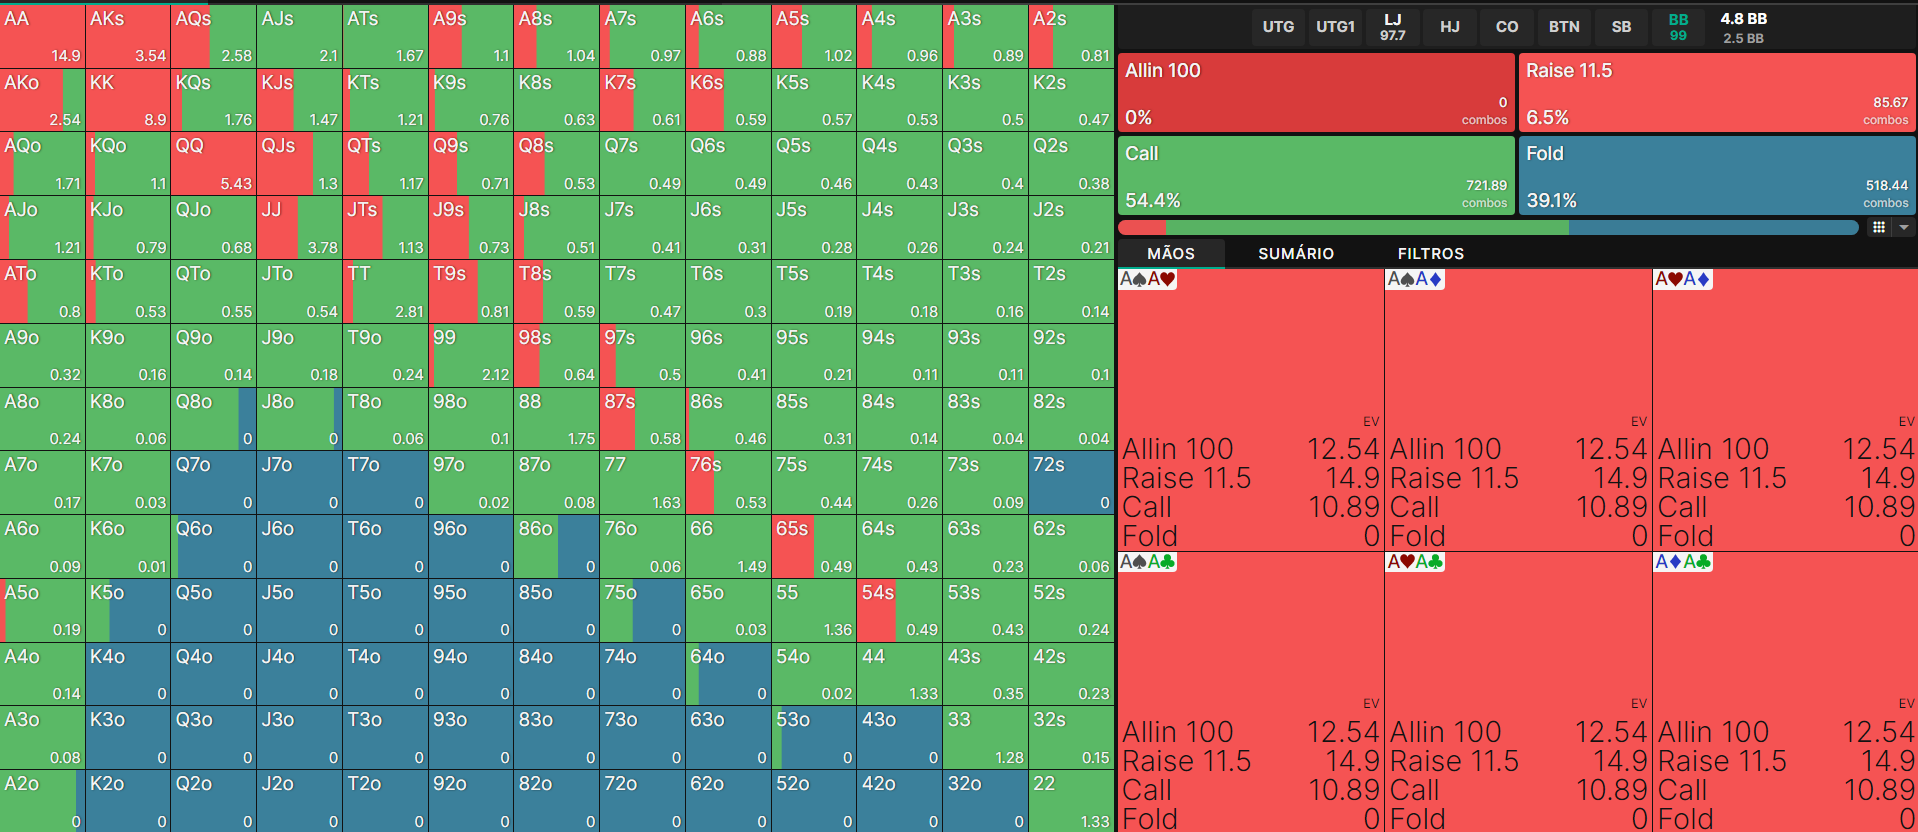 AA AKs AQs AJs ATs A9s A8s A7s A6s A5s A4s A3s A2s
14.9 3.54 2.58 2.1 1.67 1.1 1.04 0.97 0.88 1.02 0.96 0.89 0.81
AKo KK KQs KJs KTs K9s K8s K7s K6s K5s K4s K3s K2s
2.54 8.9 1.76 1.47 1.21 0.76 0.63 0.61 0.59 0.57 0.53 0.5 0.47
AQo KQo QQ QJs QTs Q9s Q8s Q7s Q6s Q5s Q4s Q3s Q2s
1.71 1.1 5.43 1.3 1.17 0.71 0.53 0.49 0.49 0.46 0.43 0.4 0.38
AJo KJo QJo JJ JTs J9s J8s J7s J6s J5s J4s J3s J2s
1.21 0.79 0.68 3.78 1.13 0.73 0.51 0.41 0.31 0.28 0.26 0.24 0.21
ATo KTo QTo JTo TT T9s T8s T7s T6s T5s T4s T3s T2s
0.8 0.53 0.55 0.54 2.81 0.81 0.59 0.47 0.3 0.19 0.18 0.16 0.14
A9o K9o Q9o J9o T9o 99 98s 97s 96s 95s 94s 93s 92s
0.32 0.16 0.14 0.18 0.24 2.12 0.64 0.5 0.41 0.21 0.11 0.11 0.1
A8o K8o Q8o J8o T8o 98o 88 87s 86s 85s 84s 83s 82s
0.24 0.06 0 0 0.06 0.1 1.75 0.58 0.46 0.31 0.14 0.04 0.04
A7o K7o Q7o J7o T7o 97o 87o 77 76s 75s 74s 73s 72s
0.17 0.03 0 0 0 0.02 0.08 1.63 0.53 0.44 0.26 0.09 0
A6o K6o Q6o J6o T6o 96o 86o 76o 66 65s 64s 63s 62s
0.09 0.01 0 0 0 0 0 0.06 1.49 0.49 0.43 0.23 0.06
A5o K5o Q5o J5o T5o 95o 85o 75o 65o 55 54s 53s 52s
0.19 0 0 0 0 0 0 0 0.03 1.36 0.49 0.43 0.24
A4o K4o Q4o J4o T4o 94o 84o 74o 64o 54o 44 43s 42s
0.14 0 0 0 0 0 0 0 0 0.02 1.33 0.35 0.23
A3o K3o Q3o J3o T3o 93o 83o 73o 63o 53o 43o 33 32s
0.08 0 0 0 0 0 0 0 0 0 0 1.28 0.15
A2o K2o Q2o J2o T2o 92o 82o 72o 62o 52o 42o 32o 22
0 0 0 0 0 0 0 0 0 0 0 0 1.33
UTG UTG1 LJ HJ CO BTN SB BB 4.8 BB
97.7 99 2.5 BB
Allin 100 Raise 11.5
0 85.67
0% combos 6.5% combos
Call Fold
721.89 518.44
54.4% combos 39.1% combos
MÃOS SUMÁRIO FILTROS
A♠A♥ A♠A♦ A♥A♦
EV EV EV
Allin 100 12.54 Allin 100 12.54 Allin 100 12.54
Raise 11.5 14.9 Raise 11.5 14.9 Raise 11.5 14.9
Call 10.89 Call 10.89 Call 10.89
Fold 0 Fold 0 Fold 0
A♠A♣ A♥A♣ A♦A♣
EV EV EV
Allin 100 12.54 Allin 100 12.54 Allin 100 12.54
Raise 11.5 14.9 Raise 11.5 14.9 Raise 11.5 14.9
Call 10.89 Call 10.89 Call 10.89
Fold 0 Fold 0 Fold 0